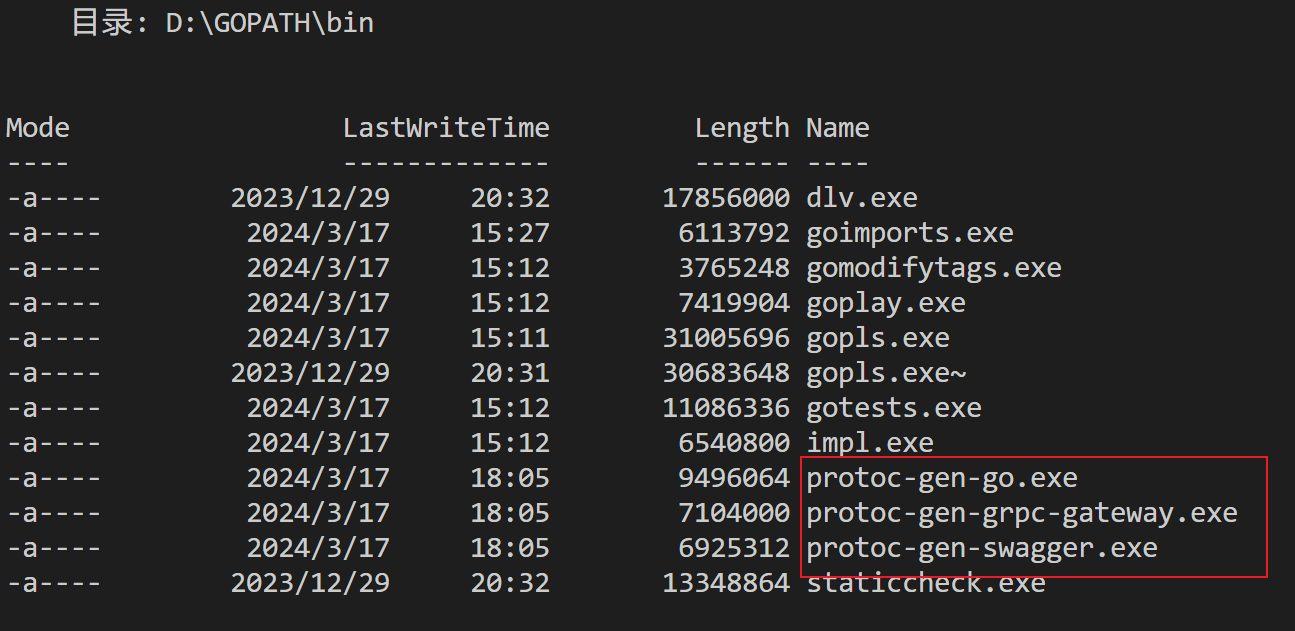 目录: D:\GOPATH\bin
Mode                 LastWriteTime         Length Name
----                 -------------         ------ ----
-a----        2023/12/29     20:32       17856000 dlv.exe
-a----         2024/3/17     15:27        6113792 goimports.exe
-a----         2024/3/17     15:12        3765248 gomodifytags.exe
-a----         2024/3/17     15:12        7419904 goplay.exe
-a----         2024/3/17     15:11       31005696 gopls.exe
-a----        2023/12/29     20:31       30683648 gopls.exe~
-a----         2024/3/17     15:12       11086336 gotests.exe
-a----         2024/3/17     15:12        6540800 impl.exe
-a----         2024/3/17     18:05        9496064 protoc-gen-go.exe
-a----         2024/3/17     18:05        7104000 protoc-gen-grpc-gateway.exe
-a----         2024/3/17     18:05        6925312 protoc-gen-swagger.exe
-a----        2023/12/29     20:32       13348864 staticcheck.exe